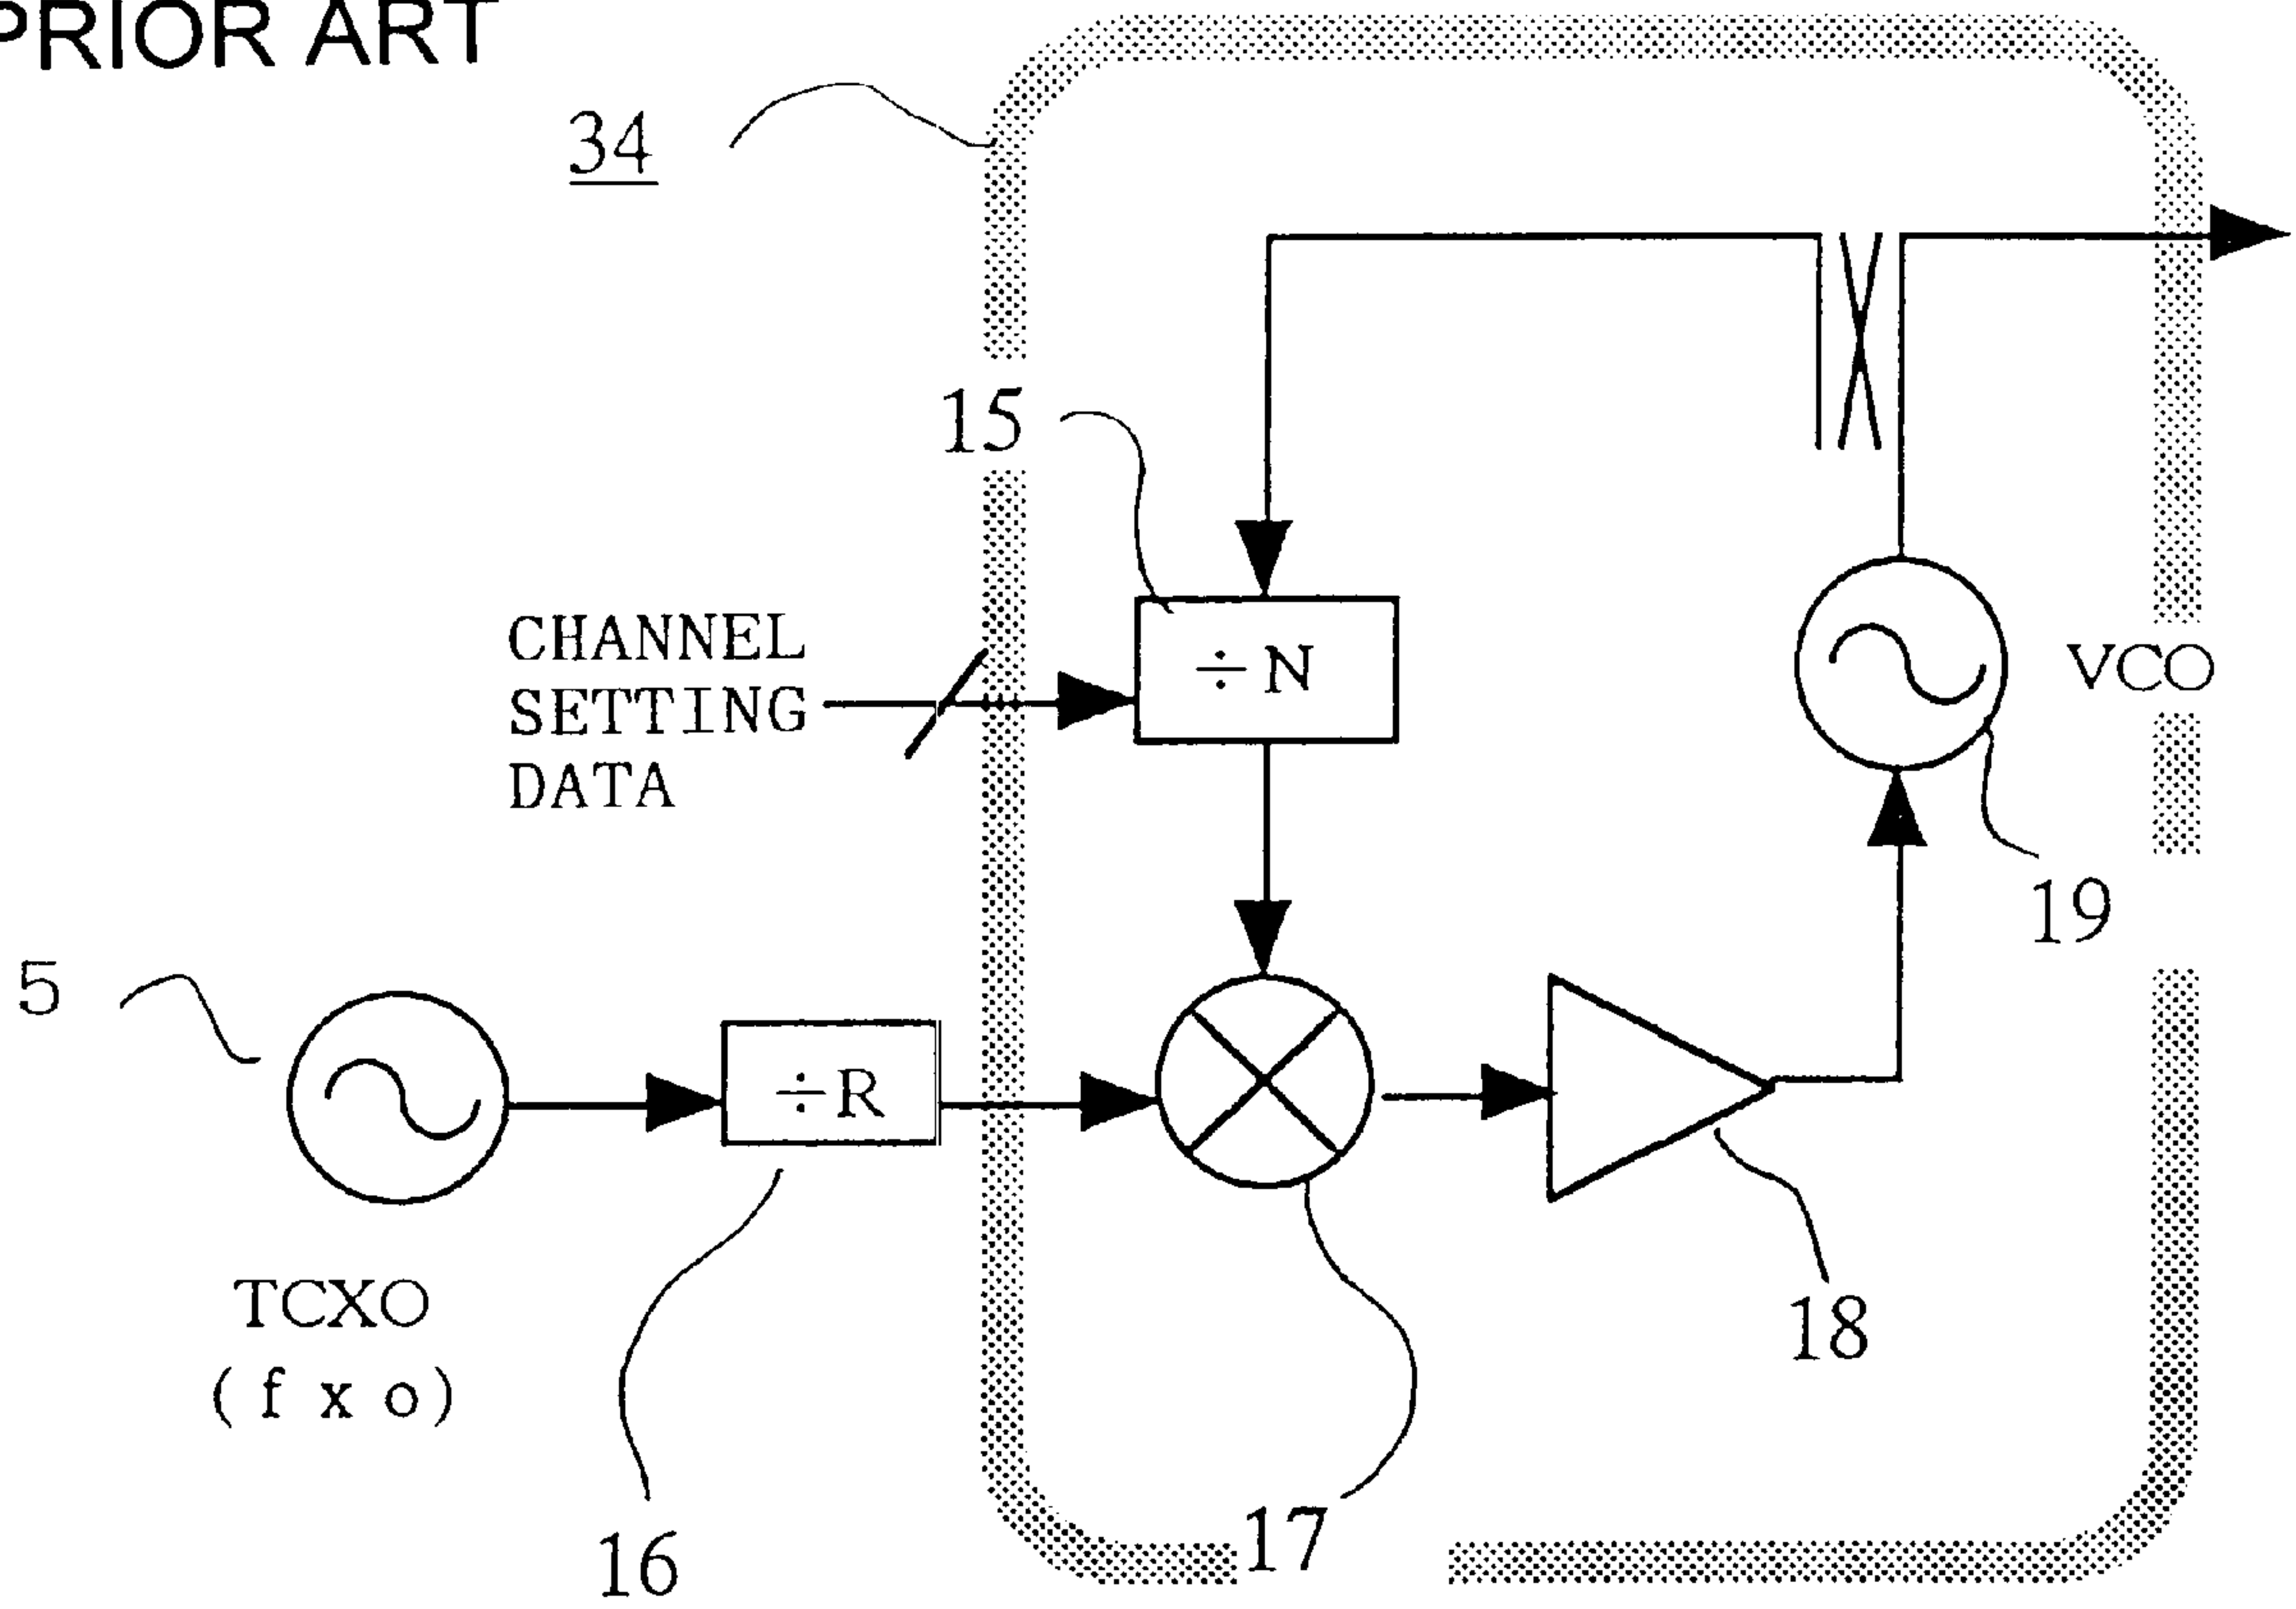 PRIOR ART
34
15
CHANNEL
SETTING
DATA
÷N
VCO
19
5
÷R
TCXO
(fxo)
18
17
16